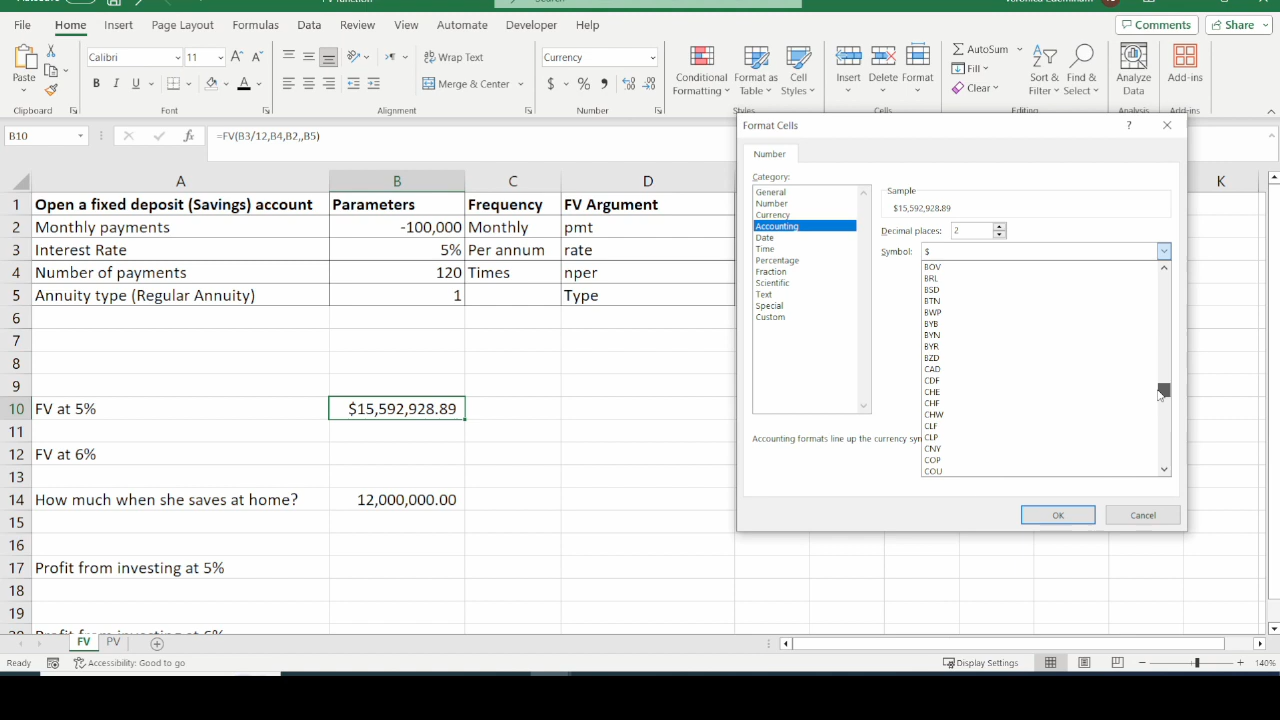 File Home Insert Page Layout Formulas Data Review View Automate Developer Help Comments Share
Calibri 11 Wrap Text Currency AutoSum
Paste Conditional Format as Cell Insert Delete Format Fill Sort & Find & Analyze Add-ins
B I U A Merge & Center $ % Formatting Table Styles Clear Filter Select Data
Clipboard Font Alignment Number Styles Cells Editing Analysis Add-ins
B10 fx =FV(B3/12,B4,B2,,B5)
A B C D K
1 Open a fixed deposit (Savings) account Parameters Frequency FV Argument
2 Monthly payments -100,000 Monthly pmt
3 Interest Rate 5% Per annum rate
4 Number of payments 120 Times nper
5 Annuity type (Regular Annuity) 1 Type
6
7
8
9
10 FV at 5% $15,592,928.89
11
12 FV at 6%
13
14 How much when she saves at home? 12,000,000.00
15
16
17 Profit from investing at 5%
18
19
Format Cells ?
Number
Category:
General
Number
Currency
Accounting
Date
Time
Percentage
Fraction
Scientific
Text
Special
Custom
Sample
$15,592,928.89
Decimal places: 2
Symbol: $
BOV
BRL
BSD
BTN
BWP
BYB
BYN
BYR
BZD
CAD
CDF
CHE
CHF
CHW
CLF
CLP
CNY
COP
COU
Accounting formats line up the currency
OK Cancel
FV PV
Ready Accessibility: Good to go Display Settings 140%